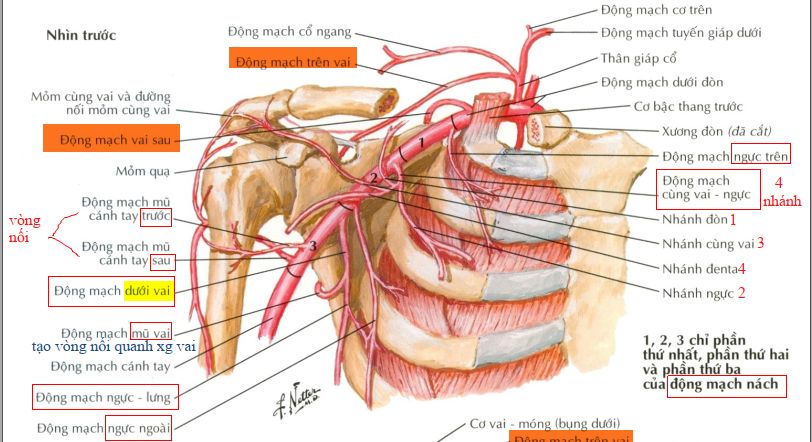 Nhìn trước
Động mạch cổ ngang
Động mạch trên vai
Mỏm cùng vai và đường
nối mỏm cùng vai
Động mạch vai sau
Mỏm quạ
vòng
nối
Động mạch mũ
cánh tay trước
Động mạch mũ
cánh tay sau
Động mạch dưới vai
Động mạch mũ vai
tạo vòng nối quanh xg vai
Động mạch cánh tay
Động mạch ngực - lưng
Động mạch ngực ngoài
1
2
3
F. Netter
M.D.
Động mạch cơ trên
Động mạch tuyến giáp dưới
Thân giáp cổ
Động mạch dưới đòn
Cơ bậc thang trước
Xương đòn (đã cắt)
Động mạch ngực trên
Động mạch
cùng vai - ngực
4
nhánh
Nhánh đòn 1
Nhánh cùng vai 3
Nhánh đenta 4
Nhánh ngực 2
1, 2, 3 chỉ phần
thứ nhất, phần thứ hai
và phần thứ ba
của động mạch nách
Cơ vai - móng (bụng dưới)
Động mạch trên vai